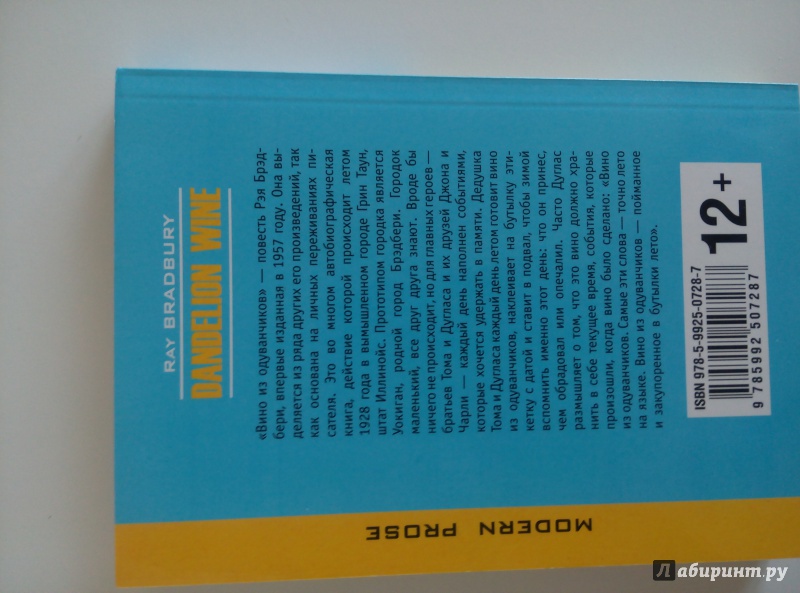 RAY BRADBURY
DANDELION WINE
«Вино из одуванчиков» — повесть Рэя Брэд-
бери, впервые изданная в 1957 году. Она вы-
деляется из ряда других его произведений, так
как основана на личных переживаниях пи-
сателя. Это во многом автобиографическая
книга, действие которой происходит летом
1928 года в вымышленном городе Грин Таун,
штат Иллинойс. Прототипом городка является
Уокиган, родной город Брэдбери. Городок
маленький, все друг друга знают. Вроде бы
ничего не происходит, но для главных героев —
братьев Тома и Дугласа и их друзей Джона и
Чарли — каждый день наполнен событиями,
которые хочется удержать в памяти. Дедушка
Тома и Дугласа каждый день летом готовит вино
из одуванчиков, наклеивает на бутылку эти-
кетку с датой и ставит в подвал, чтобы зимой
вспомнить именно этот день: что он принес,
чем обрадовал или опечалил. Часто Дуглас
размышляет о том, что это вино должно хра-
нить в себе текущее время, события, которые
произошли, когда вино было сделано: «Вино
из одуванчиков. Самые эти слова — точно лето
на языке. Вино из одуванчиков — пойманное
и закупоренное в бутылки лето».
ISBN 978-5-9925-0728-7
9 785992 507287
12+
MODERN PROSE
Лабиринт.ру